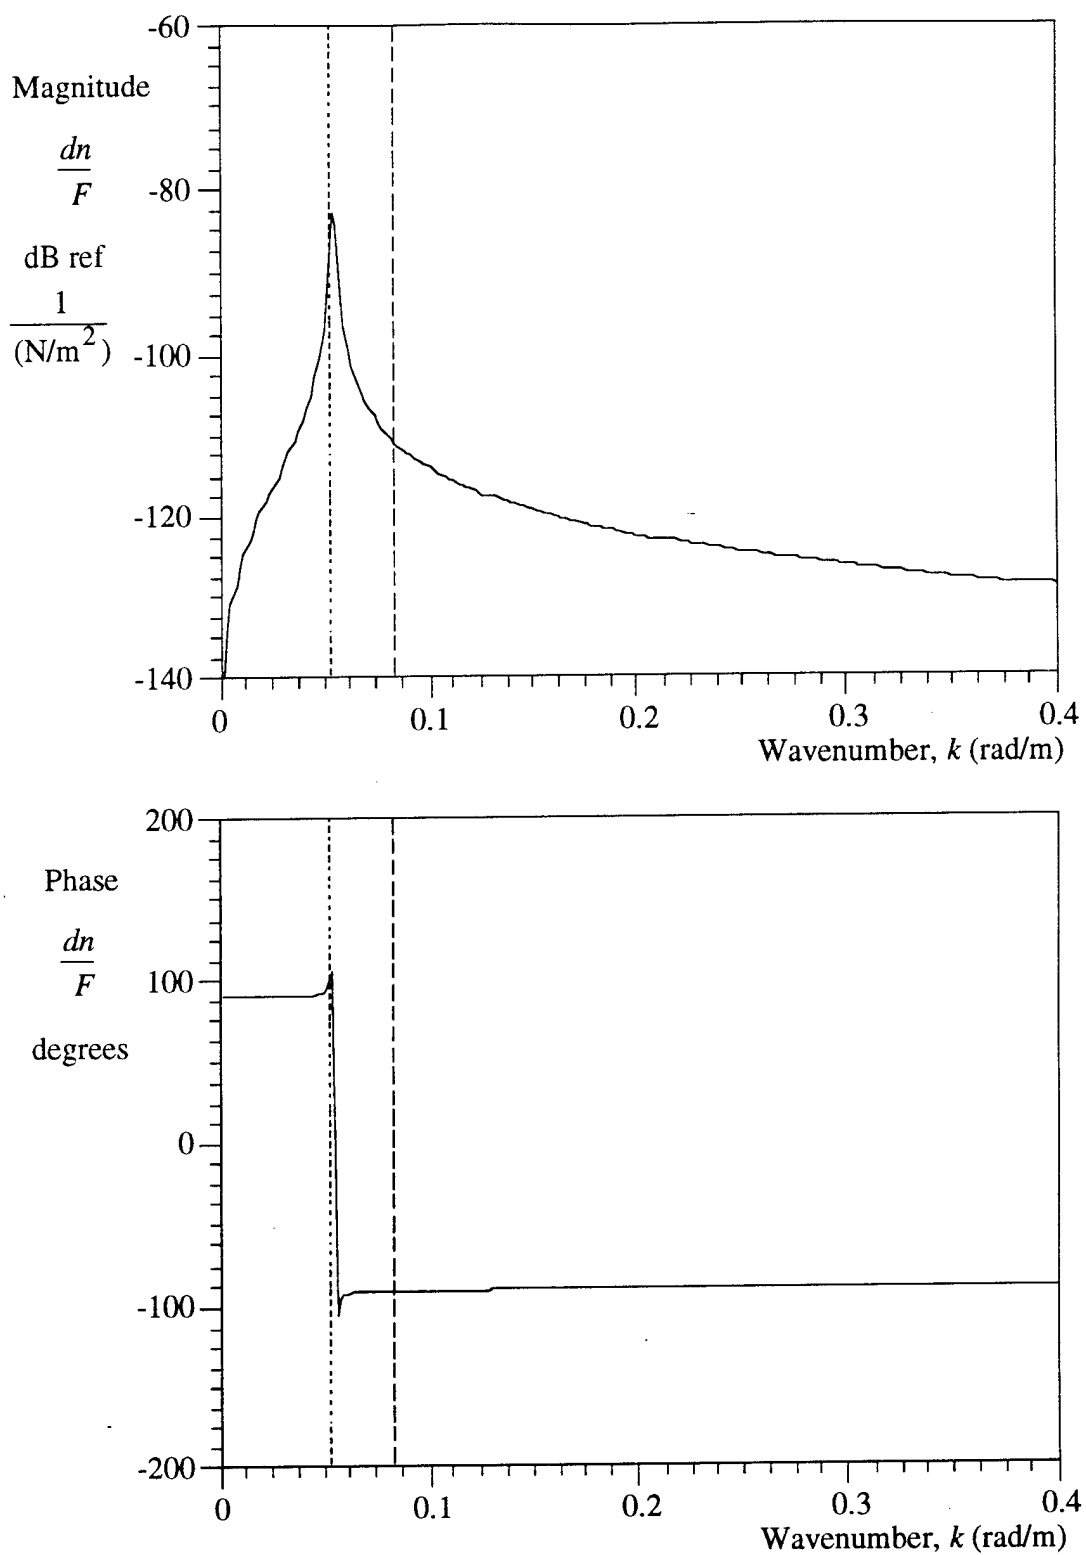 -60
Magnitude
dn
F
-80
dB ref
1
(N/m2)
-100
-120
-140
0
0.1
0.2
0.3
0.4
Wavenumber, k (rad/m)
200
Phase
dn
F
100
degrees
0
-100
-200
0
0.1
0.2
0.3
0.4
Wavenumber, k (rad/m)